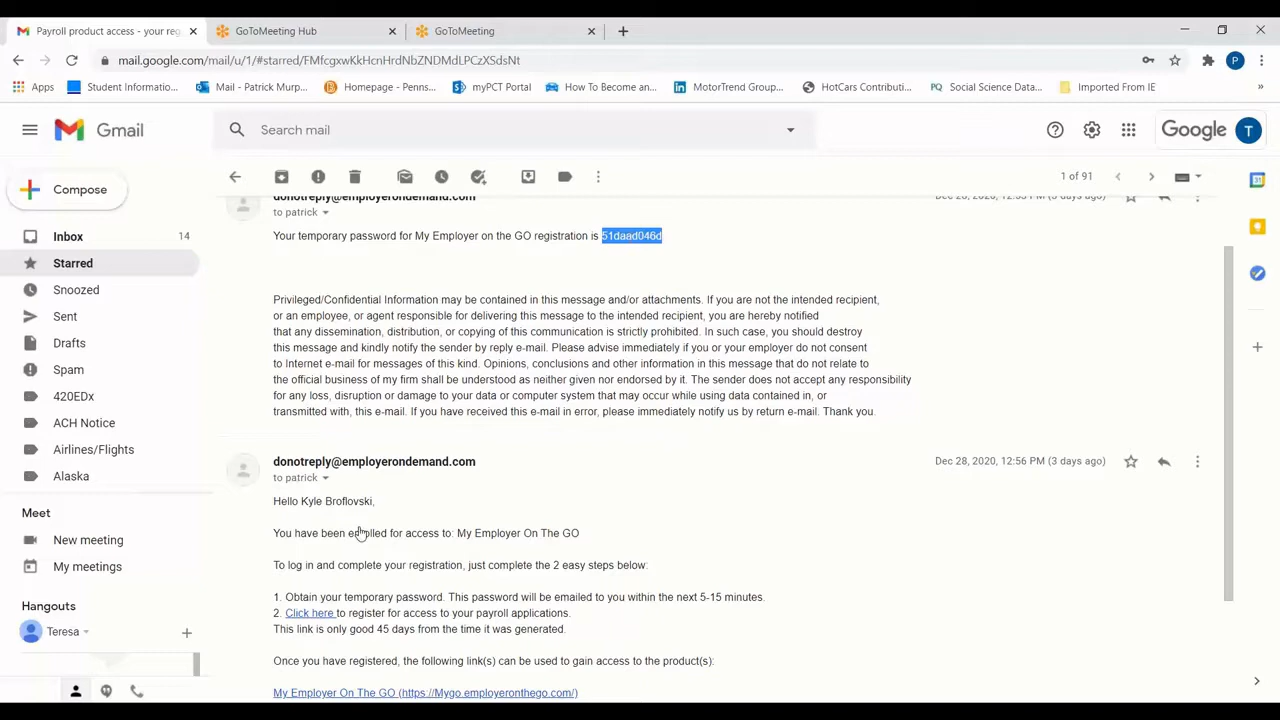 Payroll product access - your reg
GoToMeeting Hub
GoToMeeting
mail.google.com/mail/u/1/#starred/FMfcgxwKkHcnHrdNbZNDMdLPCzXSdsNt
P
Apps
Student Informatio...
Mail - Patrick Murp...
Homepage - Penns...
myPCT Portal
How To Become an...
MotorTrend Group...
HotCars Contributi...
PQ Social Science Data...
Imported From IE
»
Gmail
Search mail
Google
T
Compose
1 of 91
Inbox 14
Starred
Snoozed
Sent
Drafts
Spam
420EDx
ACH Notice
Airlines/Flights
Alaska
Meet
New meeting
My meetings
Hangouts
Teresa
donotreply@employerondemand.com
Dec 28, 2020, 12:55 PM (3 days ago)
to patrick
Your temporary password for My Employer on the GO registration is 51daad046d
Privileged/Confidential Information may be contained in this message and/or attachments. If you are not the intended recipient,
or an employee, or agent responsible for delivering this message to the intended recipient, you are hereby notified
that any dissemination, distribution, or copying of this communication is strictly prohibited. In such case, you should destroy
this message and kindly notify the sender by reply e-mail. Please advise immediately if you or your employer do not consent
to Internet e-mail for messages of this kind. Opinions, conclusions and other information in this message that do not relate to
the official business of my firm shall be understood as neither given nor endorsed by it. The sender does not accept any responsibility
for any loss, disruption or damage to your data or computer system that may occur while using data contained in, or
transmitted with, this e-mail. If you have received this e-mail in error, please immediately notify us by return e-mail. Thank you.
donotreply@employerondemand.com
Dec 28, 2020, 12:56 PM (3 days ago)
to patrick
Hello Kyle Broflovski,
You have been enrolled for access to: My Employer On The GO
To log in and complete your registration, just complete the 2 easy steps below:
1. Obtain your temporary password. This password will be emailed to you within the next 5-15 minutes.
2. Click here to register for access to your payroll applications.
This link is only good 45 days from the time it was generated.
Once you have registered, the following link(s) can be used to gain access to the product(s):
My Employer On The GO (https://Mygo.employeronthego.com/)